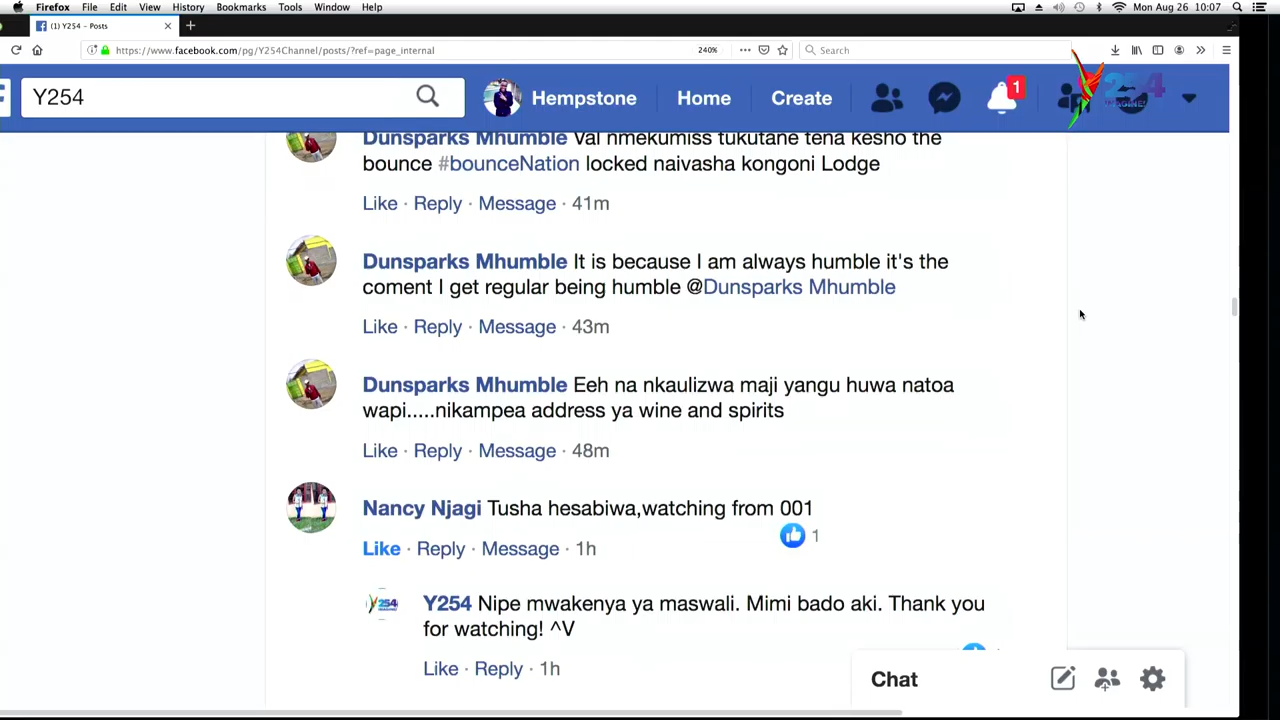 Firefox File Edit View History Bookmarks Tools Window Help Mon Aug 26 10:07
(1) Y254 - Posts
https://www.facebook.com/pg/Y254Channel/posts/?ref=page_internal 240% Search
Y254 Hempstone Home Create 1
Y254
IMAGINE!
Dunsparks Mhumble Val nmekumiss tukutane tena kesho the
bounce #bounceNation locked naivasha kongoni Lodge
Like · Reply · Message · 41m
Dunsparks Mhumble It is because I am always humble it's the
coment I get regular being humble @Dunsparks Mhumble
Like · Reply · Message · 43m
Dunsparks Mhumble Eeh na nkaulizwa maji yangu huwa natoa
wapi.....nikampea address ya wine and spirits
Like · Reply · Message · 48m
Nancy Njagi Tusha hesabiwa,watching from 001
1
Like · Reply · Message · 1h
Y254
Y254 Nipe mwakenya ya maswali. Mimi bado aki. Thank you
for watching! ^V
Like · Reply · 1h
Chat